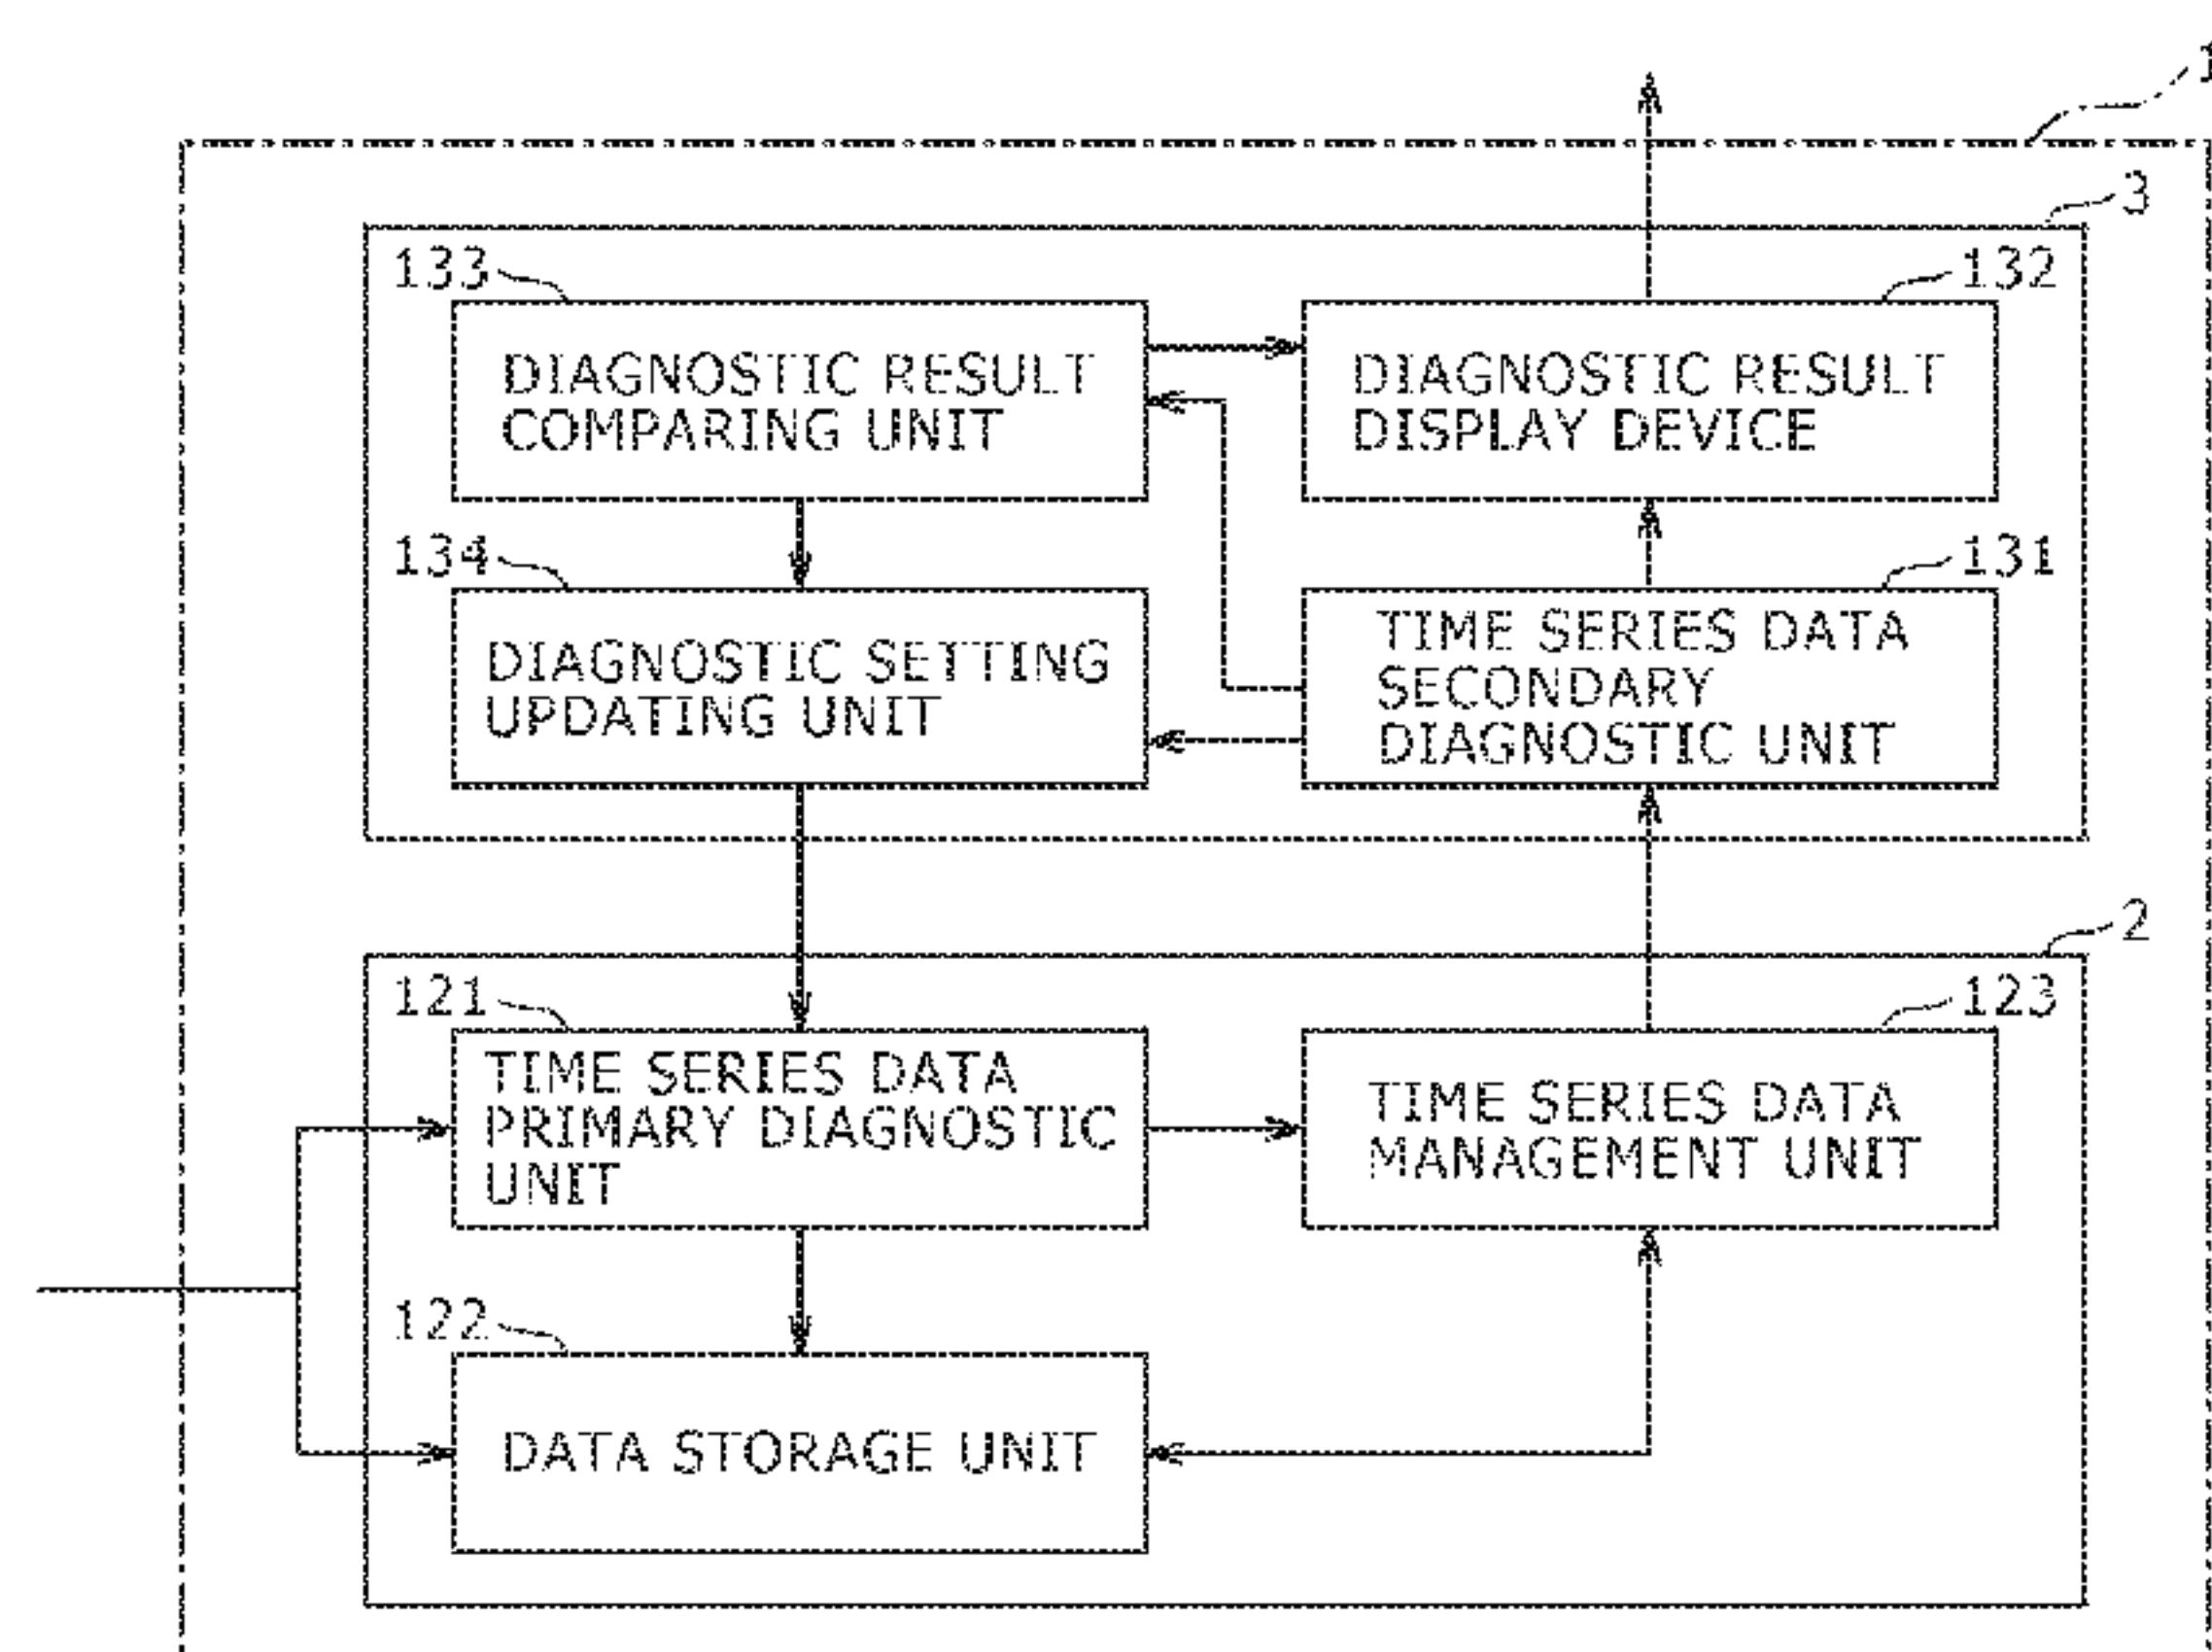 1
3
133
132
DIAGNOSTIC RESULT
COMPARING UNIT
DIAGNOSTIC RESULT
DISPLAY DEVICE
134
131
DIAGNOSTIC SETTING
UPDATING UNIT
TIME SERIES DATA
SECONDARY
DIAGNOSTIC UNIT
2
121
123
TIME SERIES DATA
PRIMARY DIAGNOSTIC
UNIT
TIME SERIES DATA
MANAGEMENT UNIT
122
DATA STORAGE UNIT